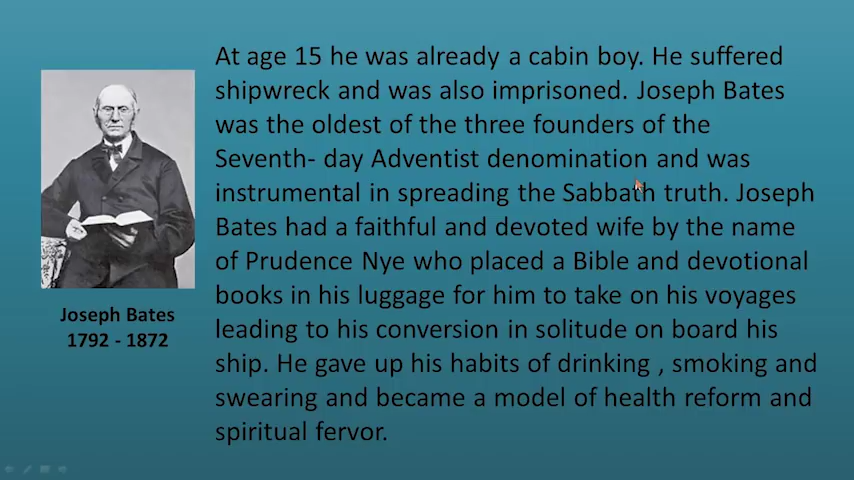 At age 15 he was already a cabin boy. He suffered
shipwreck and was also imprisoned. Joseph Bates
was the oldest of the three founders of the
Seventh- day Adventist denomination and was
instrumental in spreading the Sabbath truth. Joseph
Bates had a faithful and devoted wife by the name
of Prudence Nye who placed a Bible and devotional
books in his luggage for him to take on his voyages
leading to his conversion in solitude on board his
ship. He gave up his habits of drinking , smoking and
swearing and became a model of health reform and
spiritual fervor.
Joseph Bates
1792 - 1872